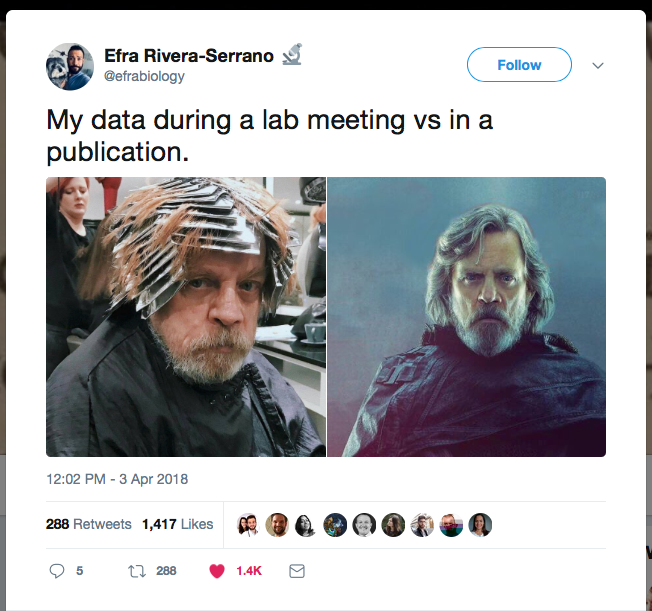 Efra Rivera-Serrano 🔬
@efrabiology
Follow
My data during a lab meeting vs in a
publication.
12:02 PM - 3 Apr 2018
288 Retweets 1,417 Likes
5 288 1.4K